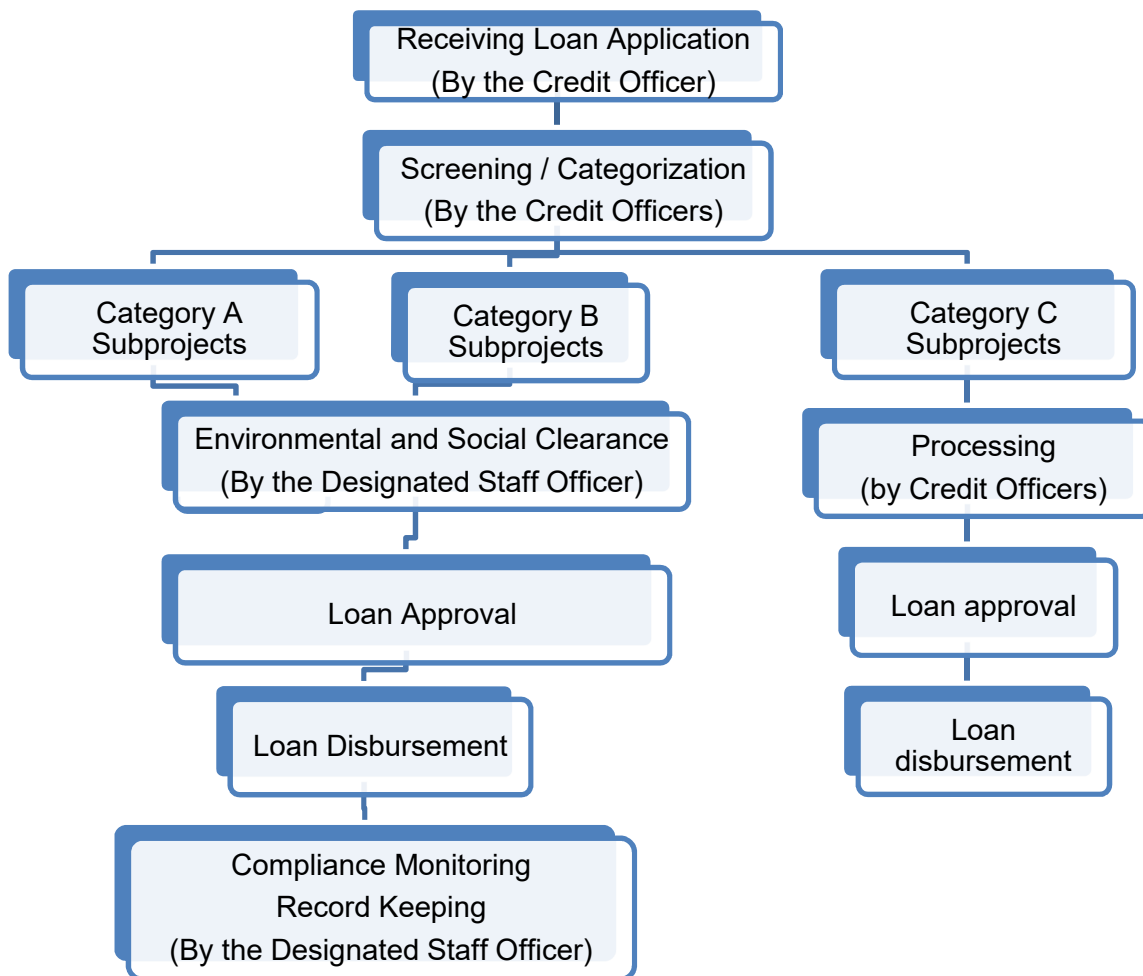 Receiving Loan Application
(By the Credit Officer)
Screening / Categorization
(By the Credit Officers)
Category A
Subprojects
Category B
Subprojects
Category C
Subprojects
Environmental and Social Clearance
(By the Designated Staff Officer)
Processing
(by Credit Officers)
Loan Approval
Loan approval
Loan Disbursement
Loan
disbursement
Compliance Monitoring
Record Keeping
(By the Designated Staff Officer)